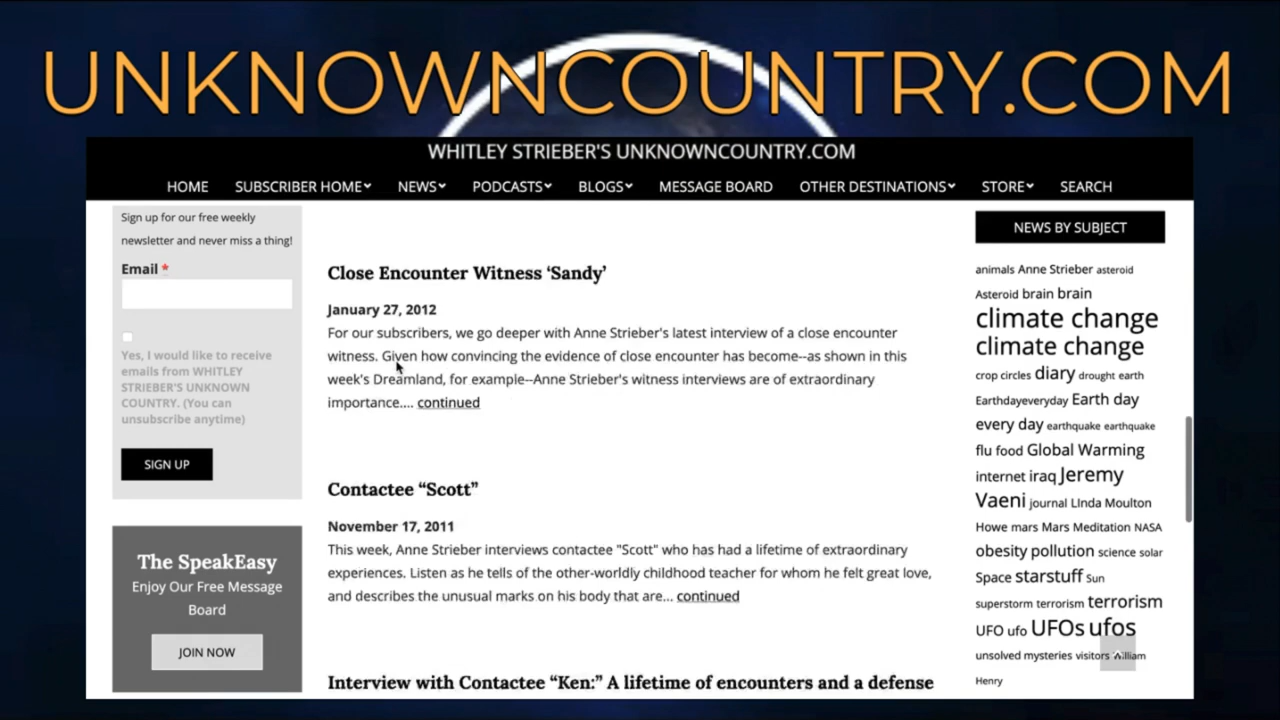 UNKNOWNCOUNTRY.COM
WHITLEY STRIEBER'S UNKNOWNCOUNTRY.COM
HOME SUBSCRIBER HOME NEWS PODCASTS BLOGS MESSAGE BOARD OTHER DESTINATIONS STORE SEARCH
Sign up for our free weekly
newsletter and never miss a thing!
Email *
Yes, I would like to receive
emails from WHITLEY
STRIEBER'S UNKNOWN
COUNTRY. (You can
unsubscribe anytime)
SIGN UP
The SpeakEasy
Enjoy Our Free Message
Board
JOIN NOW
Close Encounter Witness ‘Sandy’
January 27, 2012
For our subscribers, we go deeper with Anne Strieber's latest interview of a close encounter
witness. Given how convincing the evidence of close encounter has become--as shown in this
week's Dreamland, for example--Anne Strieber's witness interviews are of extraordinary
importance.... continued
Contactee “Scott”
November 17, 2011
This week, Anne Strieber interviews contactee "Scott" who has had a lifetime of extraordinary
experiences. Listen as he tells of the other-worldly childhood teacher for whom he felt great love,
and describes the unusual marks on his body that are... continued
Interview with Contactee “Ken:” A lifetime of encounters and a defense
NEWS BY SUBJECT
animals Anne Strieber asteroid
Asteroid brain brain
climate change
climate change
crop circles diary drought earth
Earthdayeveryday Earth day
every day earthquake earthquake
flu food Global Warming
internet iraq Jeremy
Vaeni journal LInda Moulton
Howe mars Mars Meditation NASA
obesity pollution science solar
Space starstuff Sun
superstorm terrorism terrorism
UFO ufo UFOs ufos
unsolved mysteries visitors William
Henry